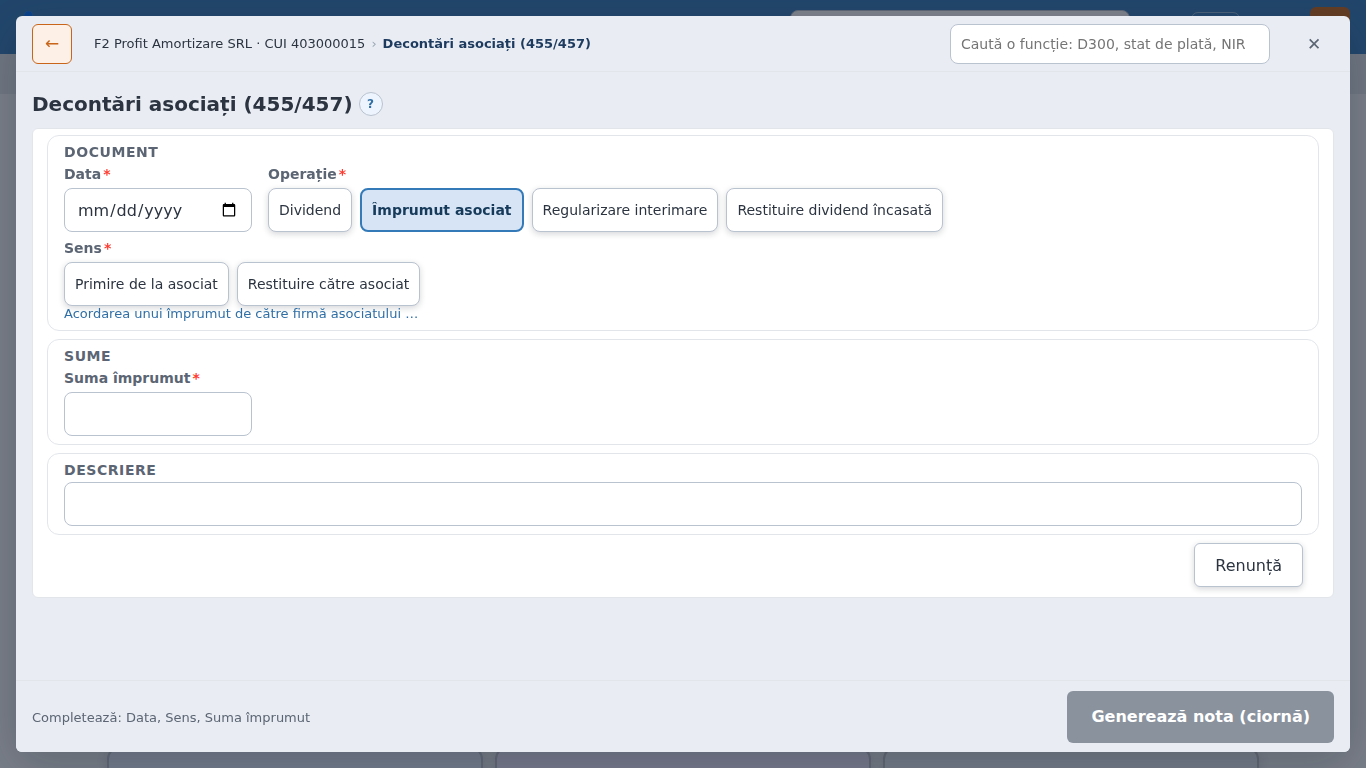 ←
F2 Profit Amortizare SRL · CUI 403000015 › Decontări asociați (455/457)
Caută o funcție: D300, stat de plată, NIR
✕
Decontări asociați (455/457) ?
DOCUMENT
Data* Operație*
mm/dd/yyyy Dividend Împrumut asociat Regularizare interimare Restituire dividend încasată
Sens*
Primire de la asociat Restituire către asociat
Acordarea unui împrumut de către firmă asociatului ...
SUME
Suma împrumut*
DESCRIERE
Renunță
Completează: Data, Sens, Suma împrumut
Generează nota (ciornă)